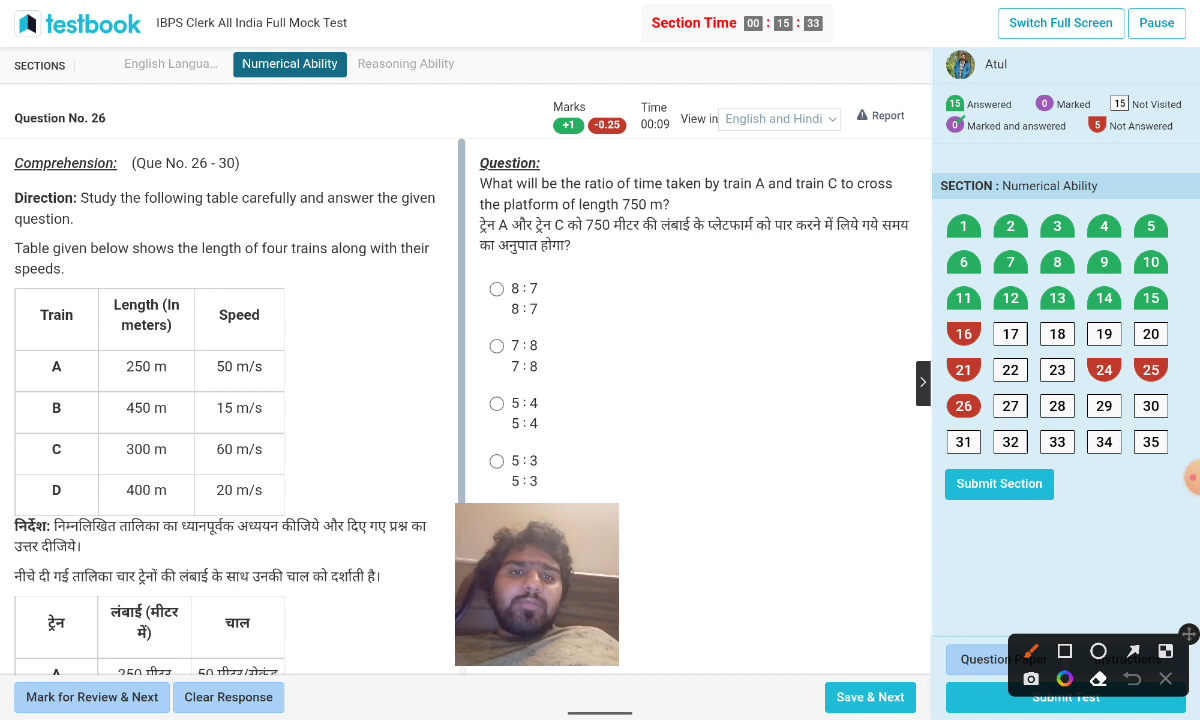 testbook
IBPS Clerk All India Full Mock Test
Section Time 00 : 15 : 33
Switch Full Screen
Pause
SECTIONS
English Langua...
Numerical Ability
Reasoning Ability
Atul
15 Answered
0 Marked
15 Not Visited
0 Marked and answered
5 Not Answered
Question No. 26
Marks
+1 -0.25
Time
00:09
View in English and Hindi
Report
Comprehension: (Que No. 26 - 30)
Direction: Study the following table carefully and answer the given
question.
Table given below shows the length of four trains along with their
speeds.
Train
Length (In
meters)
Speed
A 250 m 50 m/s
B 450 m 15 m/s
C 300 m 60 m/s
D 400 m 20 m/s
निर्देश: निम्नलिखित तालिका का ध्यानपूर्वक अध्ययन कीजिये और दिए गए प्रश्न का
उत्तर दीजिये।
नीचे दी गई तालिका चार ट्रेनों की लंबाई के साथ उनकी चाल को दर्शाती है।
ट्रेन
लंबाई (मीटर
में)
चाल
A 250 मीटर 50 मीटर/सेकंड
Question:
What will be the ratio of time taken by train A and train C to cross
the platform of length 750 m?
ट्रेन A और ट्रेन C को 750 मीटर की लंबाई के प्लेटफार्म को पार करने में लिये गये समय
का अनुपात होगा?
8 : 7
8 : 7
7 : 8
7 : 8
5 : 4
5 : 4
5 : 3
5 : 3
SECTION : Numerical Ability
1 2 3 4 5
6 7 8 9 10
11 12 13 14 15
16 17 18 19 20
21 22 23 24 25
26 27 28 29 30
31 32 33 34 35
Submit Section
Question Paper
Instructions
Submit Test
Mark for Review & Next
Clear Response
Save & Next